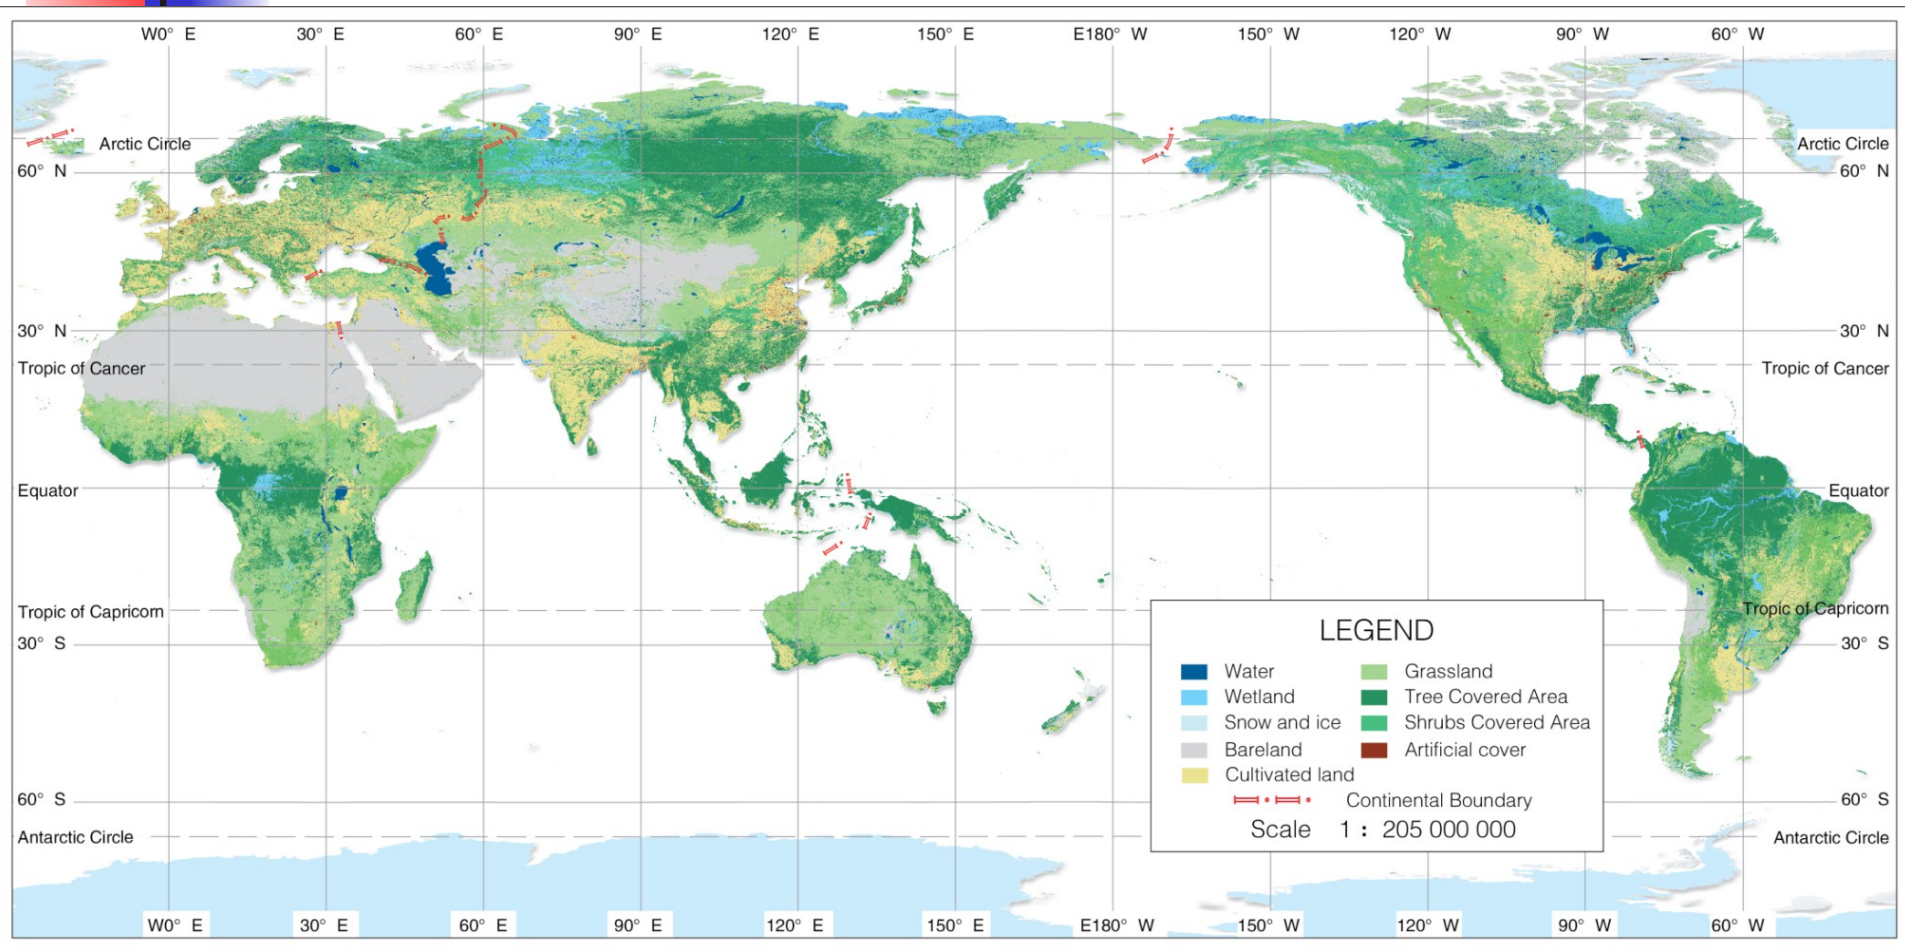 W0° E 30° E 60° E 90° E 120° E 150° E E180° W 150° W 120° W 90° W 60° W
Arctic Circle Arctic Circle
60° N 60° N
30° N 30° N
Tropic of Cancer Tropic of Cancer
Equator Equator
Tropic of Capricorn Tropic of Capricorn
30° S 30° S
LEGEND
Water Grassland
Wetland Tree Covered Area
Snow and ice Shrubs Covered Area
Bareland Artificial cover
Cultivated land
Continental Boundary
Scale 1 : 205 000 000
60° S 60° S
Antarctic Circle Antarctic Circle
W0° E 30° E 60° E 90° E 120° E 150° E E180° W 150° W 120° W 90° W 60° W